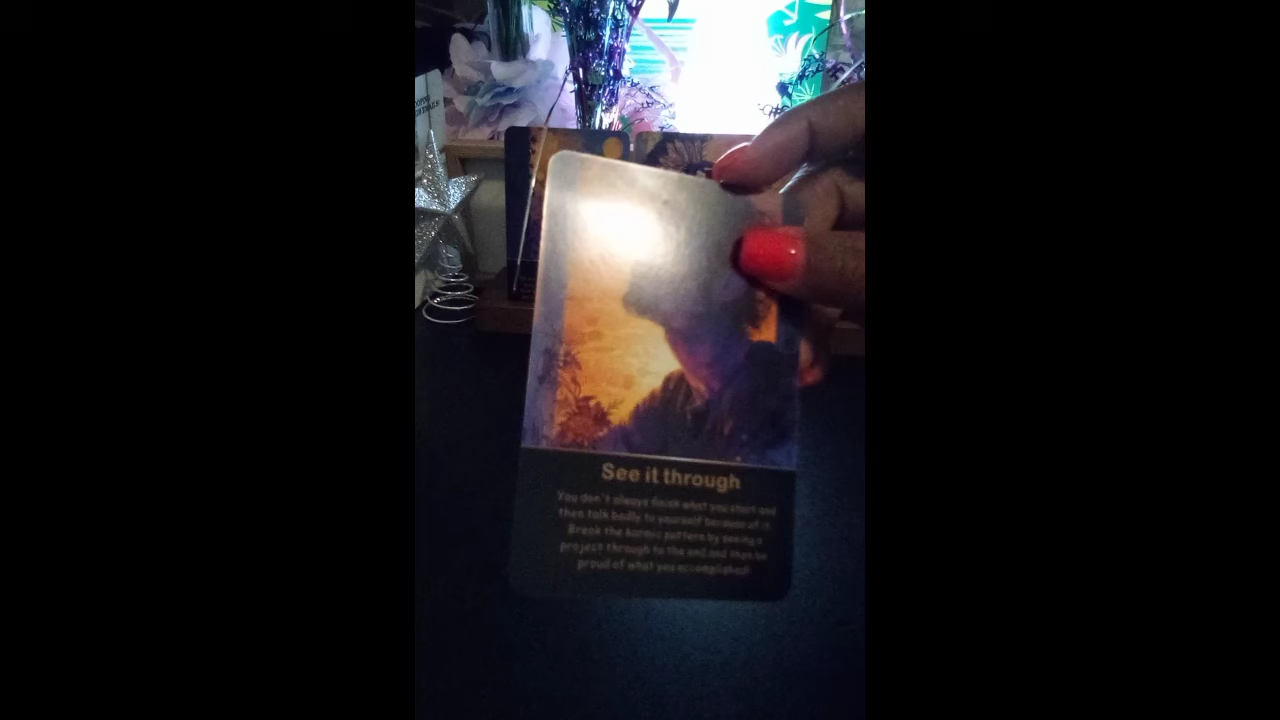 See it through
You don't always finish what you start and
then talk badly to yourself because of it.
Break the karmic pattern by seeing a
project through to the end and then be
proud of what you accomplished!